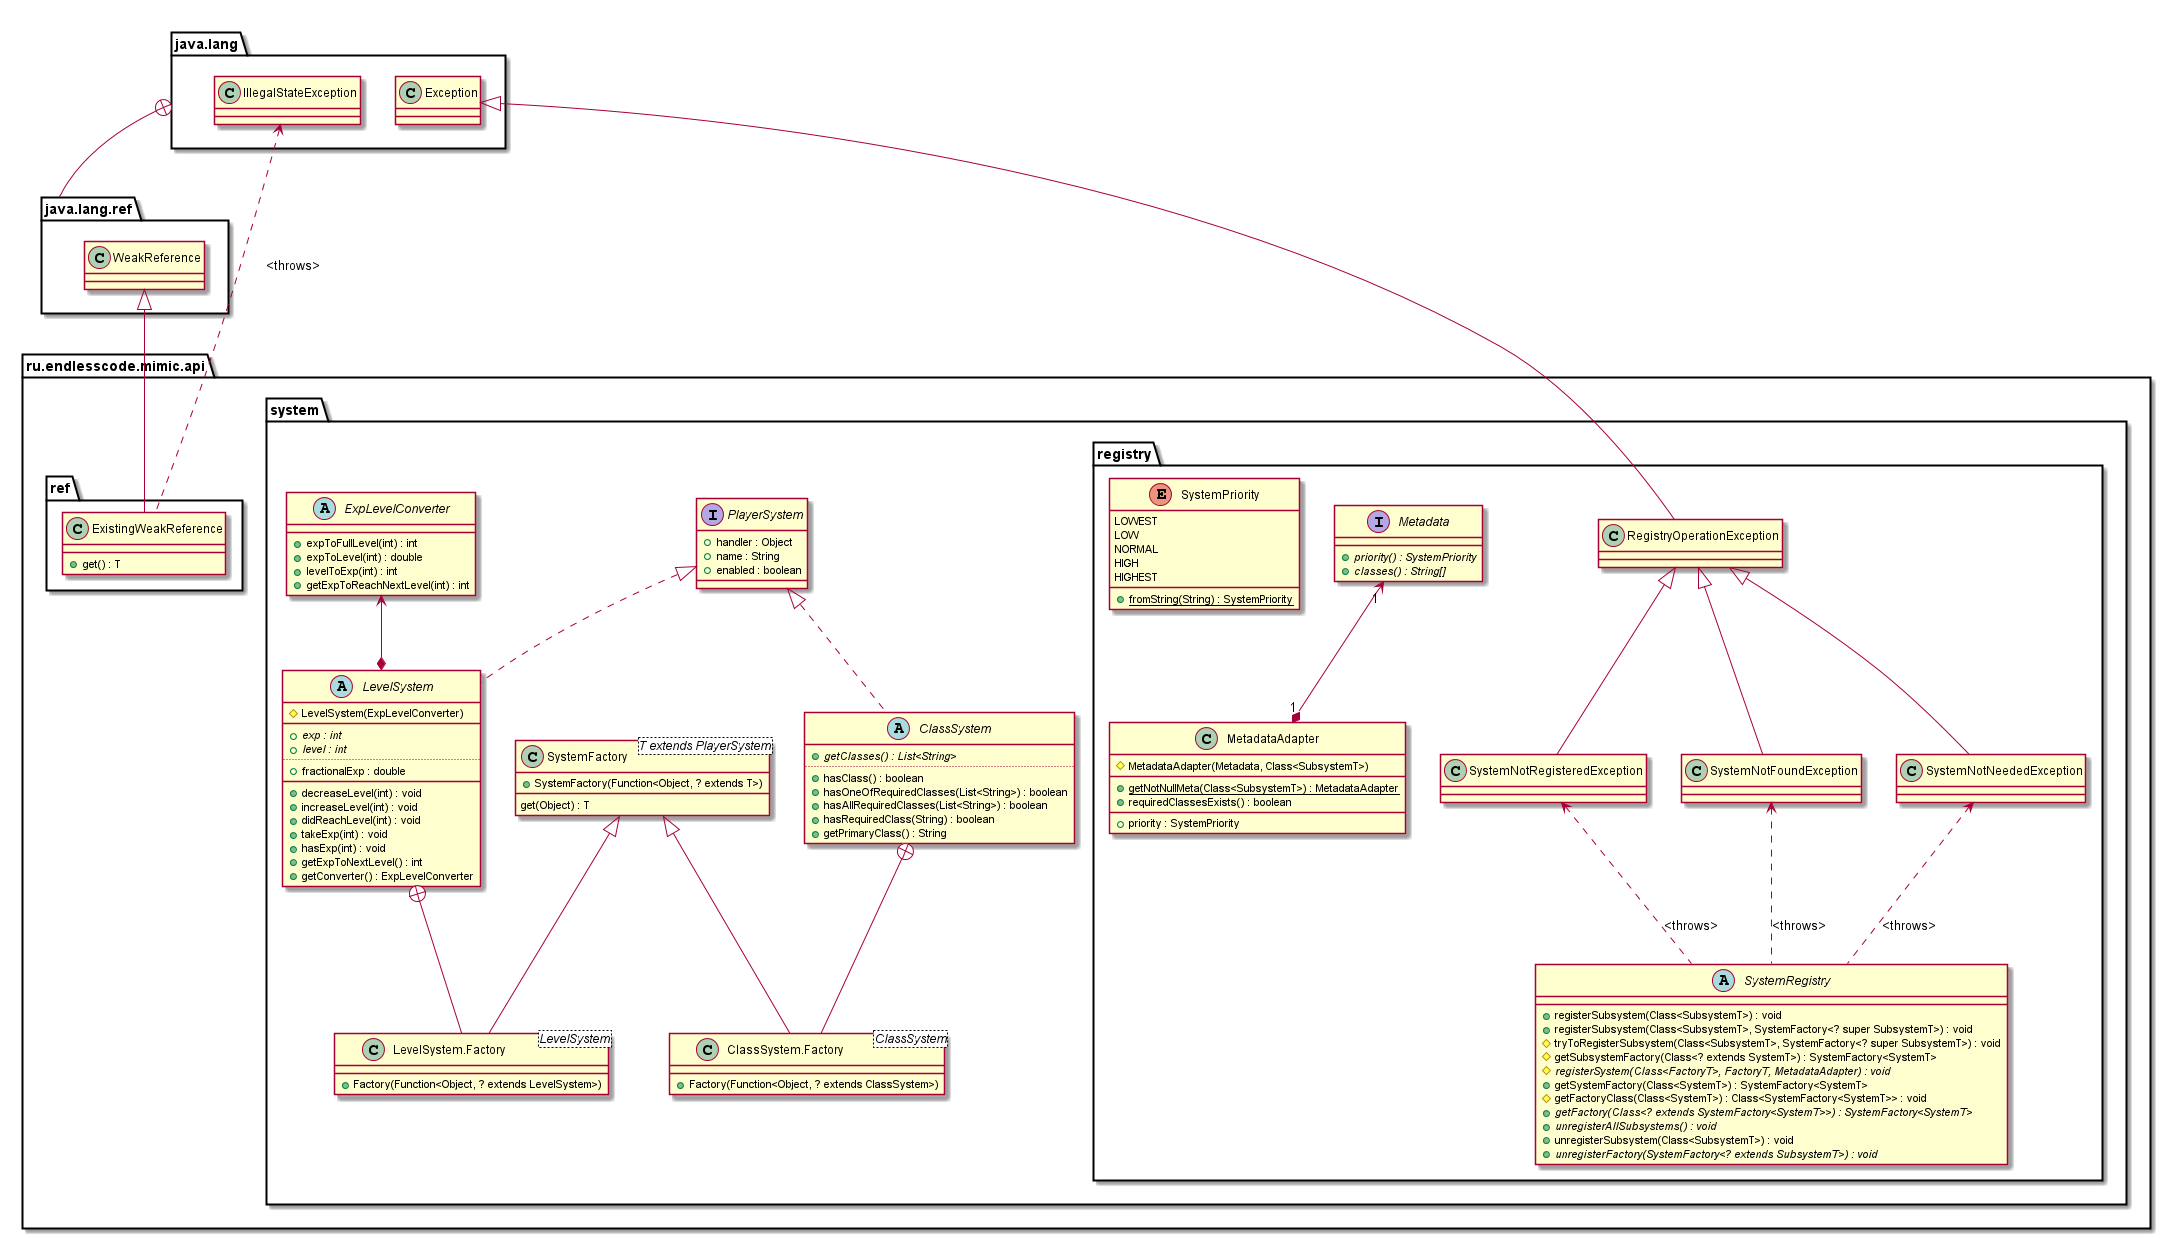 java.lang
C IllegalStateException
C Exception
java.lang.ref
C WeakReference
<throws>
ru.endlesscode.mimic.api
ref
C ExistingWeakReference
get() : T
system
A ExpLevelConverter
expToFullLevel(int) : int
expToLevel(int) : double
levelToExp(int) : int
getExpToReachNextLevel(int) : int
I PlayerSystem
handler : Object
name : String
enabled : boolean
A LevelSystem
LevelSystem(ExpLevelConverter)
exp : int
level : int
fractionalExp : double
decreaseLevel(int) : void
increaseLevel(int) : void
didReachLevel(int) : void
takeExp(int) : void
hasExp(int) : void
getExpToNextLevel() : int
getConverter() : ExpLevelConverter
C SystemFactory
T extends PlayerSystem
SystemFactory(Function<Object, ? extends T>)
get(Object) : T
A ClassSystem
getClasses() : List<String>
hasClass() : boolean
hasOneOfRequiredClasses(List<String>) : boolean
hasAllRequiredClasses(List<String>) : boolean
hasRequiredClass(String) : boolean
getPrimaryClass() : String
C LevelSystem.Factory
LevelSystem
Factory(Function<Object, ? extends LevelSystem>)
C ClassSystem.Factory
ClassSystem
Factory(Function<Object, ? extends ClassSystem>)
registry
E SystemPriority
LOWEST
LOW
NORMAL
HIGH
HIGHEST
fromString(String) : SystemPriority
I Metadata
priority() : SystemPriority
classes() : String[]
1
1
C MetadataAdapter
MetadataAdapter(Metadata, Class<SubsystemT>)
getNotNullMeta(Class<SubsystemT>) : MetadataAdapter
requiredClassesExists() : boolean
priority : SystemPriority
C RegistryOperationException
C SystemNotRegisteredException
C SystemNotFoundException
C SystemNotNeededException
<throws>
<throws>
<throws>
A SystemRegistry
registerSubsystem(Class<SubsystemT>) : void
registerSubsystem(Class<SubsystemT>, SystemFactory<? super SubsystemT>) : void
tryToRegisterSubsystem(Class<SubsystemT>, SystemFactory<? super SubsystemT>) : void
getSubsystemFactory(Class<? extends SystemT>) : SystemFactory<SystemT>
registerSystem(Class<FactoryT>, FactoryT, MetadataAdapter) : void
getSystemFactory(Class<SystemT>) : SystemFactory<SystemT>
getFactoryClass(Class<SystemT>) : Class<SystemFactory<SystemT>> : void
getFactory(Class<? extends SystemFactory<SystemT>>) : SystemFactory<SystemT>
unregisterAllSubsystems() : void
unregisterSubsystem(Class<SubsystemT>) : void
unregisterFactory(SystemFactory<? extends SubsystemT>) : void